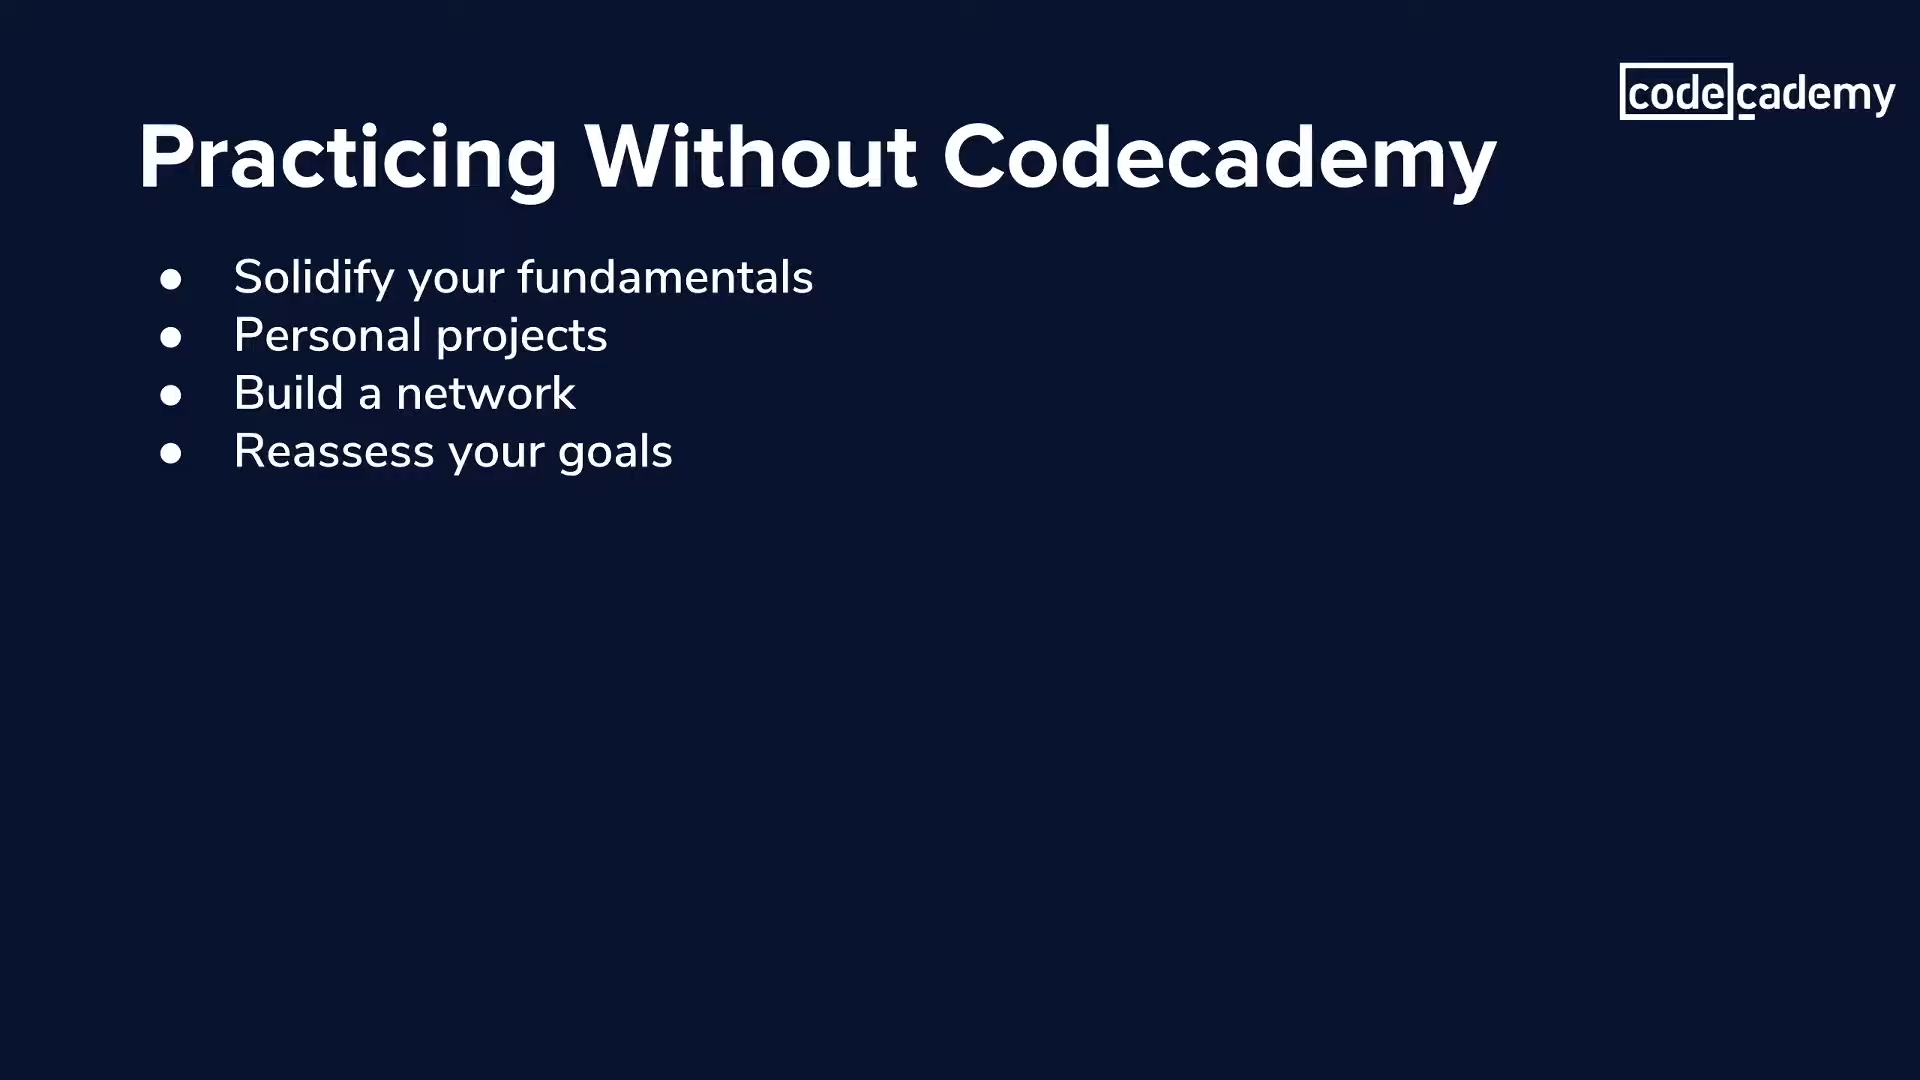 codecademy
Practicing Without Codecademy
● Solidify your fundamentals
● Personal projects
● Build a network
● Reassess your goals